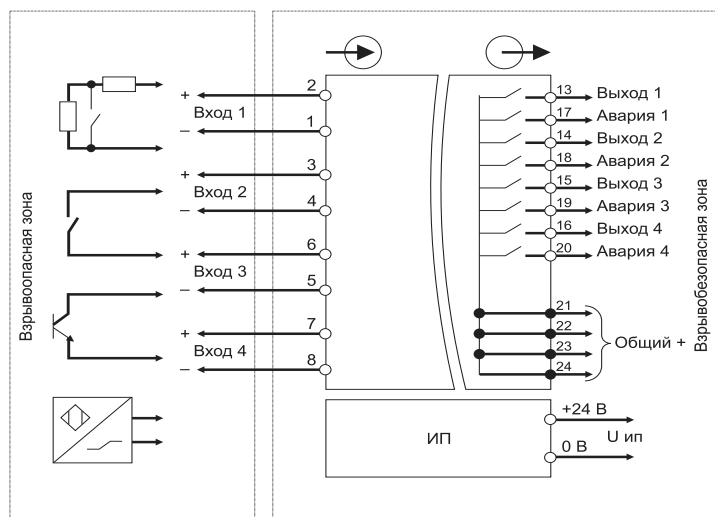 Взрывоопасная зона
+
Вход 1
–
+
Вход 2
–
+
Вход 3
–
+
Вход 4
–
2
1
3
4
6
5
7
8
13
Выход 1
17
Авария 1
14
Выход 2
18
Авария 2
15
Выход 3
19
Авария 3
16
Выход 4
20
Авария 4
21
22
23
24
Общий +
Взрывобезопасная зона
ИП
+24 В
U ип
0 В